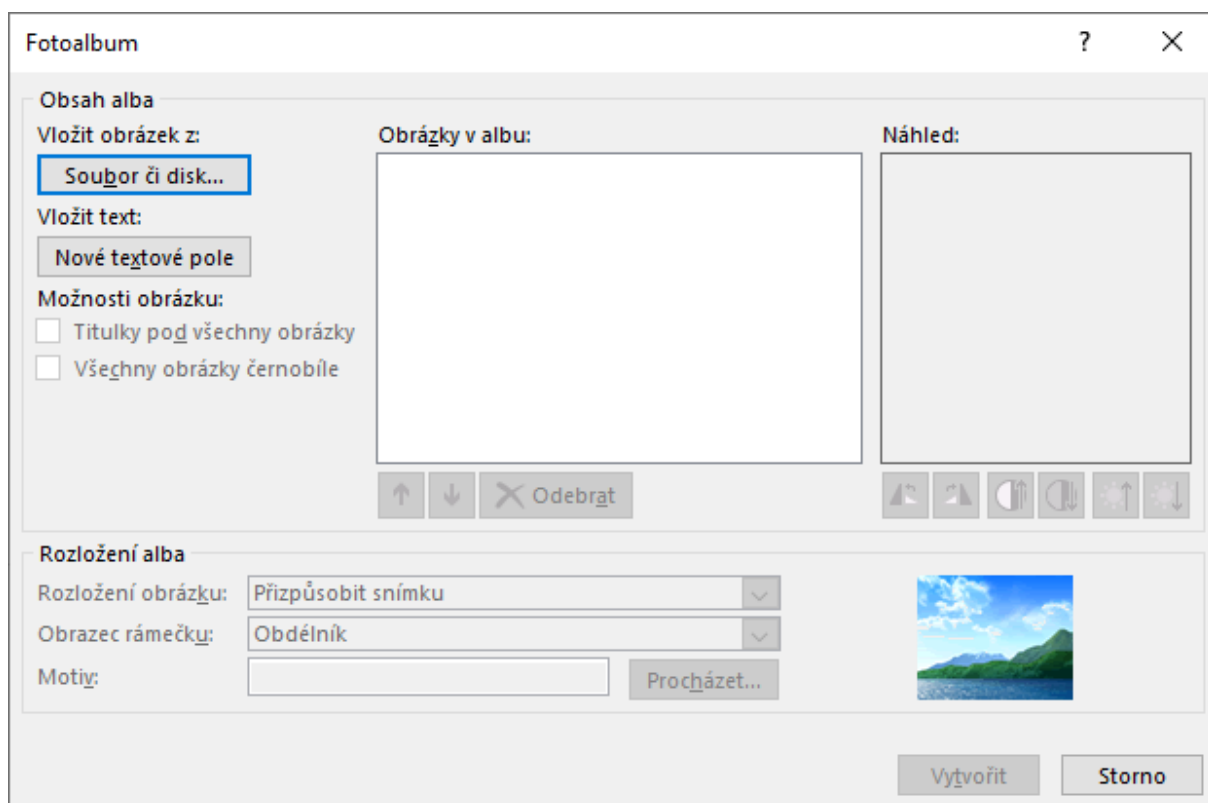 Fotoalbum
?
Obsah alba
Vložit obrázek z:
Soubor či disk...
Vložit text:
Nové textové pole
Možnosti obrázku:
Titulky pod všechny obrázky
Všechny obrázky černobíle
Obrázky v albu:
Odebrat
Náhled:
Rozložení alba
Rozložení obrázku: Přizpůsobit snímku
Obrazec rámečku: Obdélník
Motiv: Procházet...
Vytvořit Storno